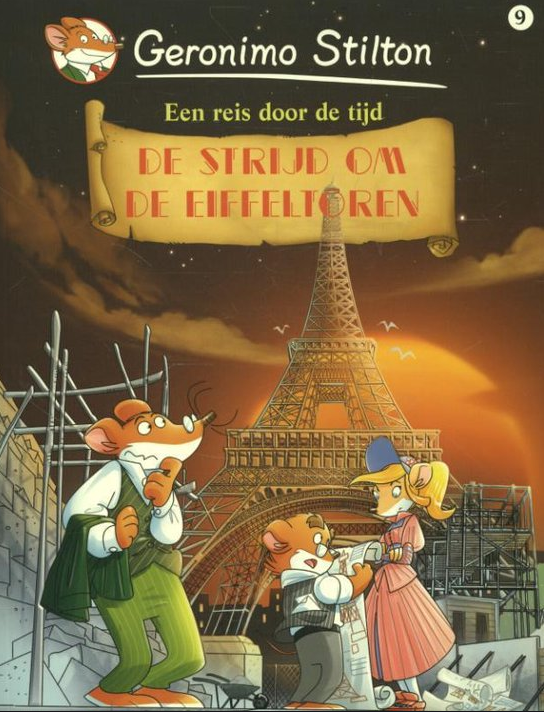 9
Geronimo Stilton
Een reis door de tijd
DE STRIJD OM
DE EIFFELTOREN